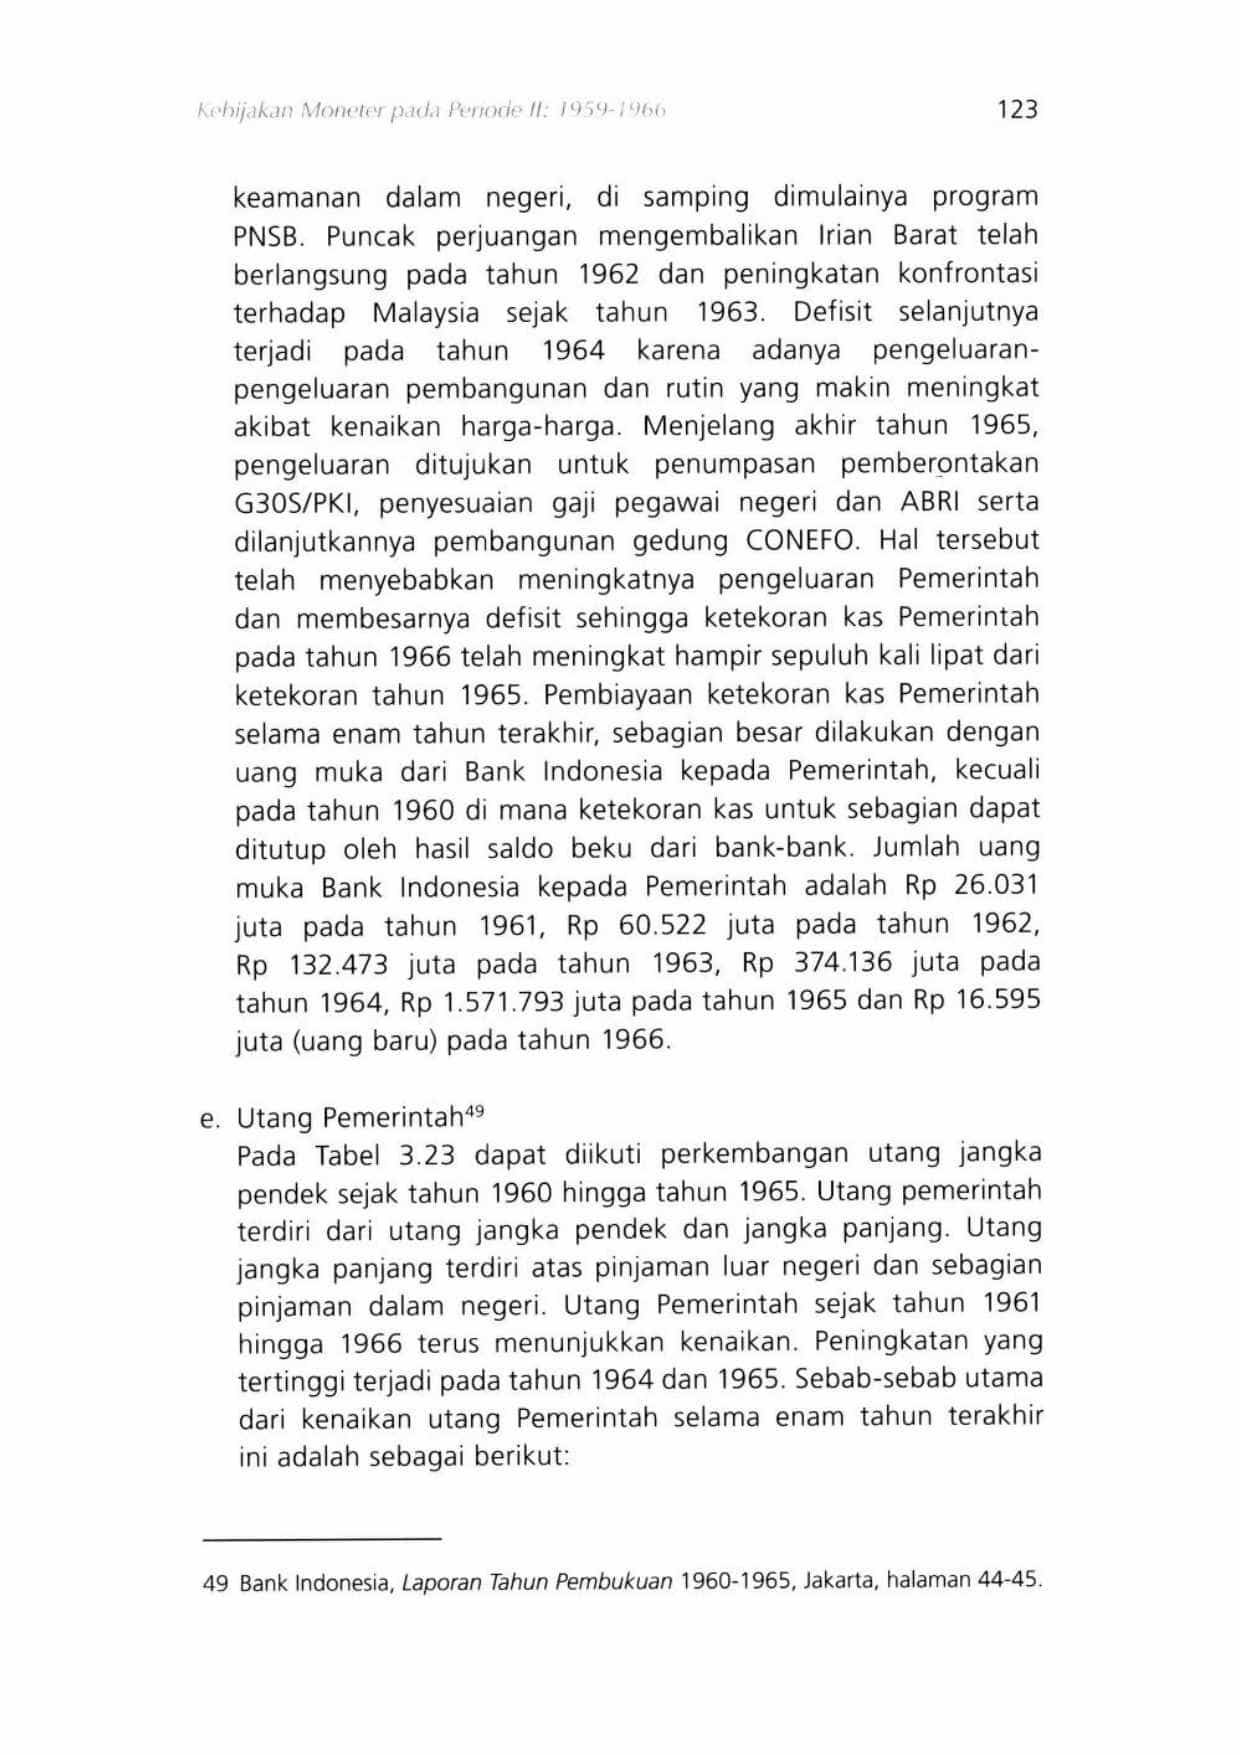 Kebijakan Moneter pada Periode II: 1959-1966 123
keamanan dalam negeri, di samping dimulainya program
PNSB. Puncak perjuangan mengembalikan Irian Barat telah
berlangsung pada tahun 1962 dan peningkatan konfrontasi
terhadap Malaysia sejak tahun 1963. Defisit selanjutnya
terjadi pada tahun 1964 karena adanya pengeluaran-
pengeluaran pembangunan dan rutin yang makin meningkat
akibat kenaikan harga-harga. Menjelang akhir tahun 1965,
pengeluaran ditujukan untuk penumpasan pemberontakan
G30S/PKI, penyesuaian gaji pegawai negeri dan ABRI serta
dilanjutkannya pembangunan gedung CONEFO. Hal tersebut
telah menyebabkan meningkatnya pengeluaran Pemerintah
dan membesarnya defisit sehingga ketekoran kas Pemerintah
pada tahun 1966 telah meningkat hampir sepuluh kali lipat dari
ketekoran tahun 1965. Pembiayaan ketekoran kas Pemerintah
selama enam tahun terakhir, sebagian besar dilakukan dengan
uang muka dari Bank Indonesia kepada Pemerintah, kecuali
pada tahun 1960 di mana ketekoran kas untuk sebagian dapat
ditutup oleh hasil saldo beku dari bank-bank. Jumlah uang
muka Bank Indonesia kepada Pemerintah adalah Rp 26.031
juta pada tahun 1961, Rp 60.522 juta pada tahun 1962,
Rp 132.473 juta pada tahun 1963, Rp 374.136 juta pada
tahun 1964, Rp 1.571.793 juta pada tahun 1965 dan Rp 16.595
juta (uang baru) pada tahun 1966.
e. Utang Pemerintah49
Pada Tabel 3.23 dapat diikuti perkembangan utang jangka
pendek sejak tahun 1960 hingga tahun 1965. Utang pemerintah
terdiri dari utang jangka pendek dan jangka panjang. Utang
jangka panjang terdiri atas pinjaman luar negeri dan sebagian
pinjaman dalam negeri. Utang Pemerintah sejak tahun 1961
hingga 1966 terus menunjukkan kenaikan. Peningkatan yang
tertinggi terjadi pada tahun 1964 dan 1965. Sebab-sebab utama
dari kenaikan utang Pemerintah selama enam tahun terakhir
ini adalah sebagai berikut:
49 Bank Indonesia, Laporan Tahun Pembukuan 1960-1965, Jakarta, halaman 44-45.